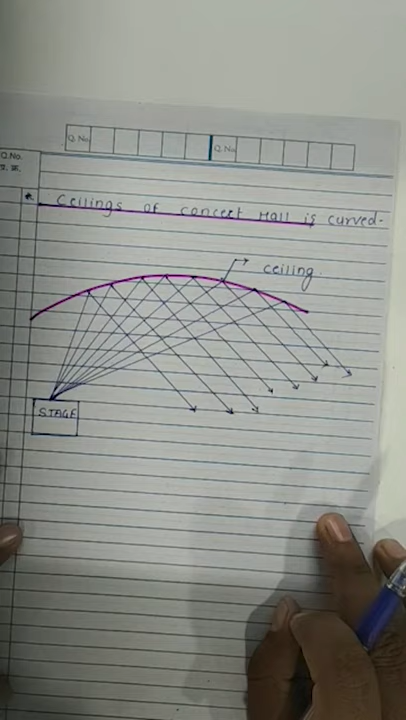 Q.No. Q.No.
Q.No.
प्र. क्र.
* Ceilings of concert Hall is curved-
ceiling.
STAGE